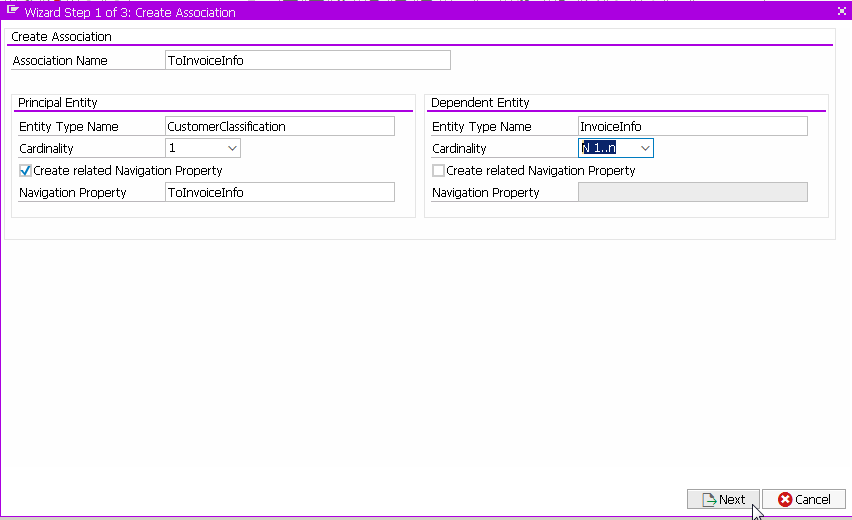 Wizard Step 1 of 3: Create Association
Create Association
Association Name ToInvoiceInfo
Principal Entity
Entity Type Name CustomerClassification
Cardinality 1
Create related Navigation Property
Navigation Property ToInvoiceInfo
Dependent Entity
Entity Type Name InvoiceInfo
Cardinality N 1..n
Create related Navigation Property
Navigation Property
Next Cancel